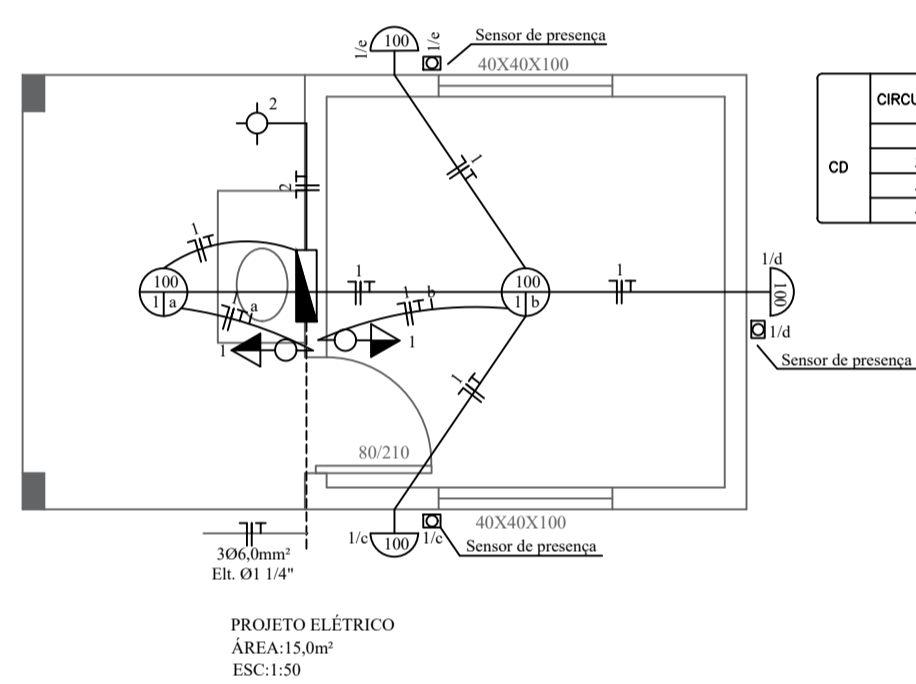 100
1/e
1/e
Sensor de presença
40X40X100
2
CIRCU
1
2
CD
1
1/d
100
1 a
1
100
1 b
1
100
1 a
1 b
1/d
1
1
Sensor de presença
1
80/210
1/c 100 1/c
40X40X100
Sensor de presença
3Ø6,0mm²
Elt. Ø1 1/4"
PROJETO ELÉTRICO
ÁREA:15,0m²
ESC:1:50